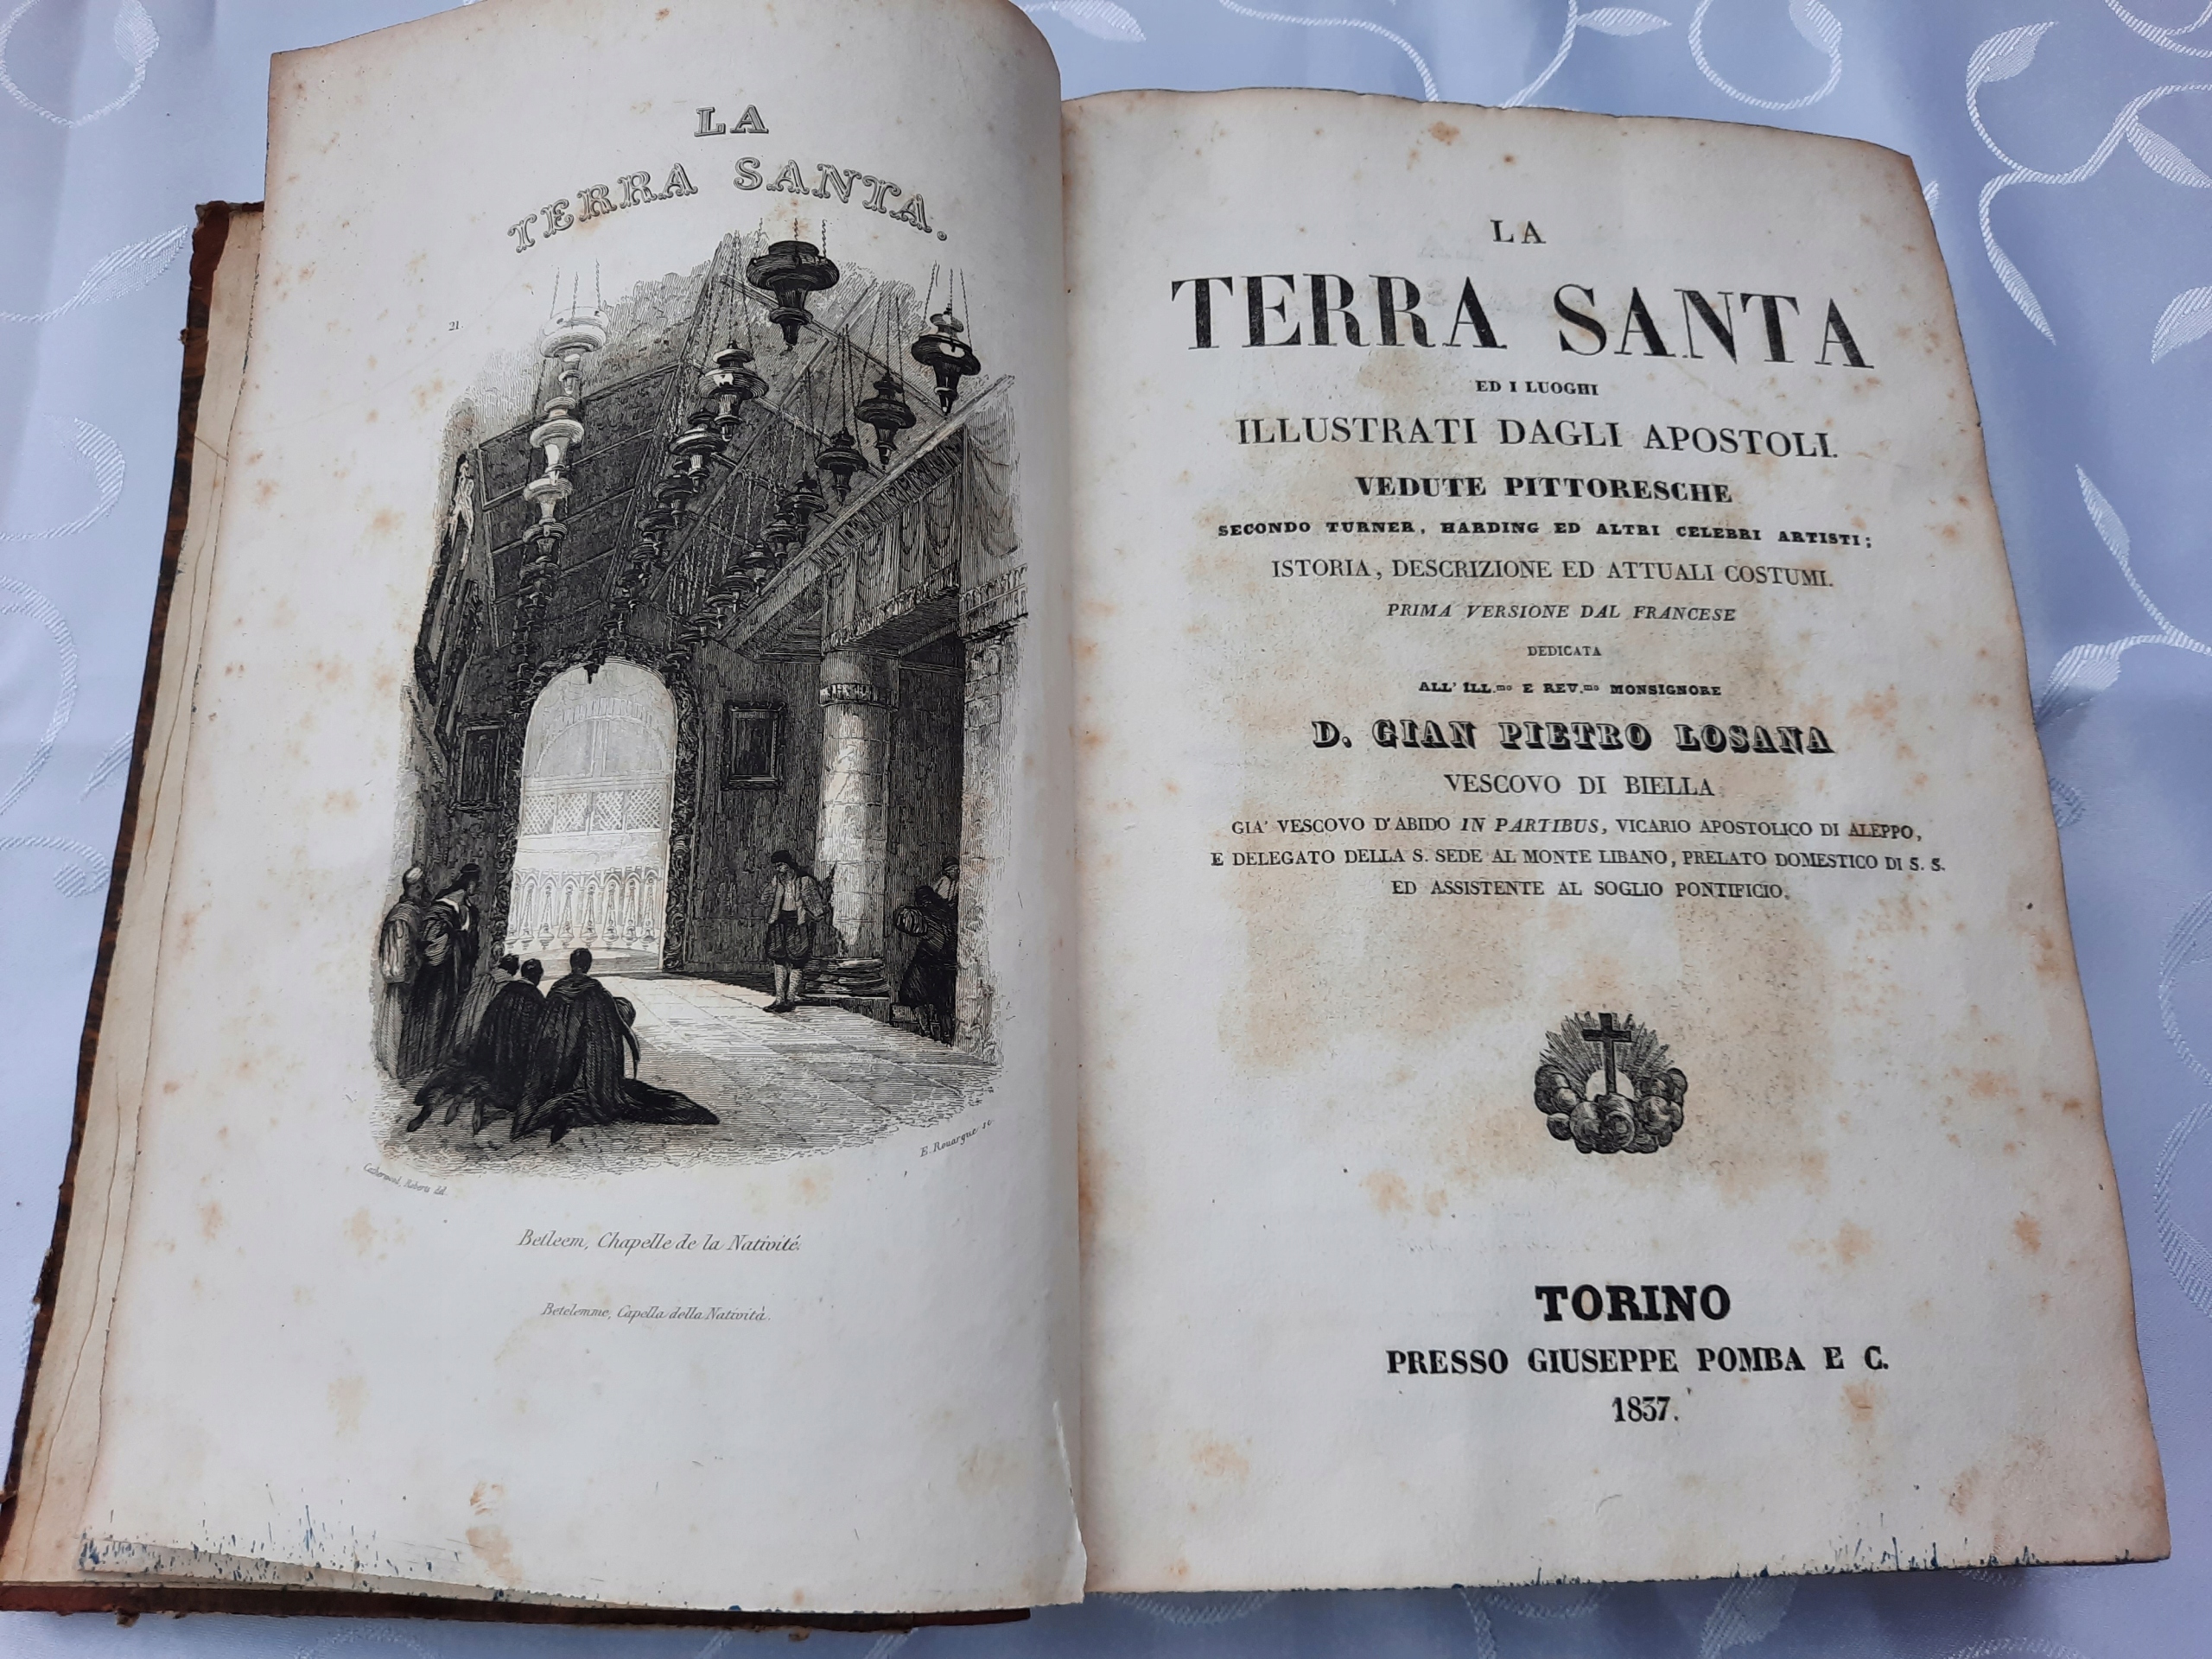 LA
TERRA SANTA.
21
E. Rouargue sc
Betleem, Chapelle de la Nativité.
Betelemme, Capella della Natività.
LA
TERRA SANTA
ED I LUOGHI
ILLUSTRATI DAGLI APOSTOLI.
VEDUTE PITTORESCHE
SECONDO TURNER, HARDING ED ALTRI CELEBRI ARTISTI;
ISTORIA, DESCRIZIONE ED ATTUALI COSTUMI.
PRIMA VERSIONE DAL FRANCESE
DEDICATA
ALL' ILL.mo E REV.mo MONSIGNORE
D. GIAN PIETRO LOSANA
VESCOVO DI BIELLA
GIA' VESCOVO D'ABIDO IN PARTIBUS, VICARIO APOSTOLICO DI ALEPPO,
E DELEGATO DELLA S. SEDE AL MONTE LIBANO, PRELATO DOMESTICO DI S. S.
ED ASSISTENTE AL SOGLIO PONTIFICIO.
TORINO
PRESSO GIUSEPPE POMBA E C.
1837.